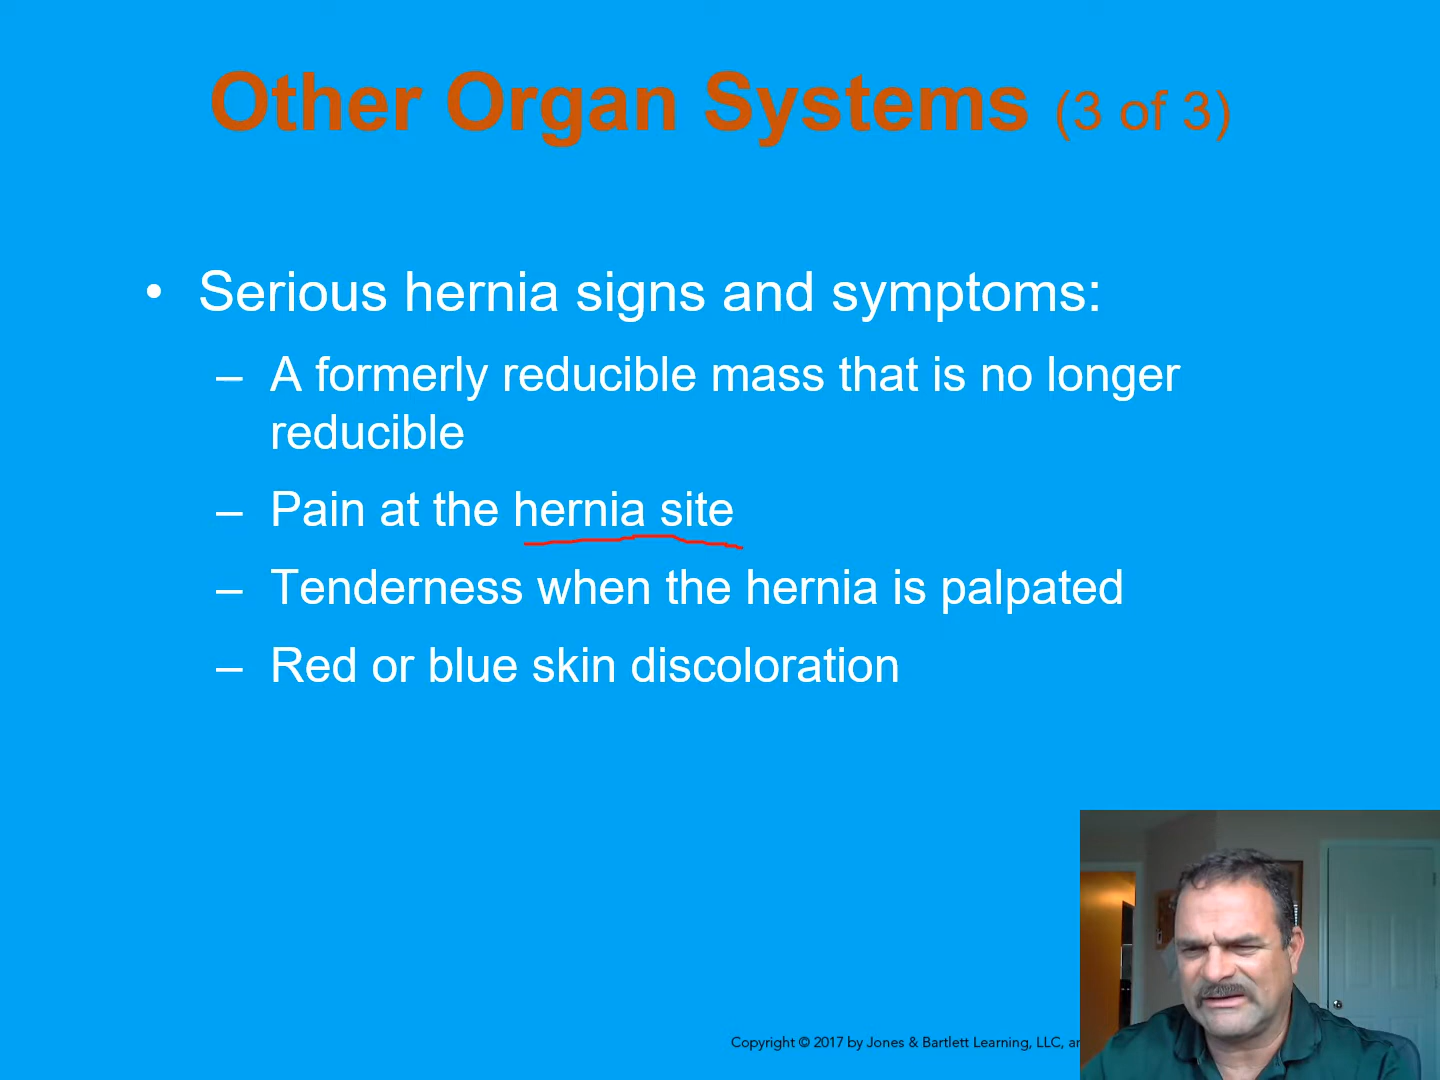 Other Organ Systems (3 of 3)
• Serious hernia signs and symptoms:
– A formerly reducible mass that is no longer
reducible
– Pain at the hernia site
– Tenderness when the hernia is palpated
– Red or blue skin discoloration
Copyright © 2017 by Jones & Bartlett Learning, LLC,